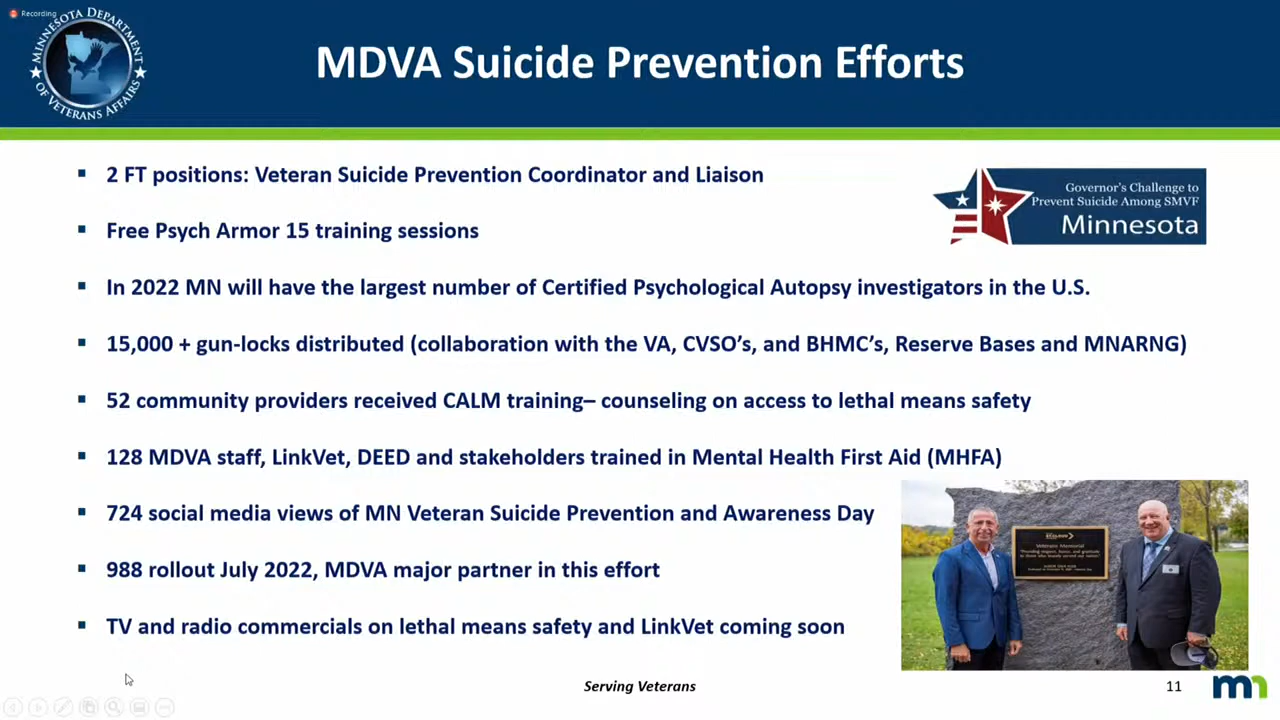 Recording
MINNESOTA DEPARTMENT
OF VETERANS AFFAIRS
MDVA Suicide Prevention Efforts
▪ 2 FT positions: Veteran Suicide Prevention Coordinator and Liaison
Governor's Challenge to
Prevent Suicide Among SMVF
Minnesota
▪ Free Psych Armor 15 training sessions
▪ In 2022 MN will have the largest number of Certified Psychological Autopsy investigators in the U.S.
▪ 15,000 + gun-locks distributed (collaboration with the VA, CVSO's, and BHMC's, Reserve Bases and MNARNG)
▪ 52 community providers received CALM training– counseling on access to lethal means safety
▪ 128 MDVA staff, LinkVet, DEED and stakeholders trained in Mental Health First Aid (MHFA)
▪ 724 social media views of MN Veteran Suicide Prevention and Awareness Day
▪ 988 rollout July 2022, MDVA major partner in this effort
▪ TV and radio commercials on lethal means safety and LinkVet coming soon
Veterans Memorial
Serving Veterans
11
mn